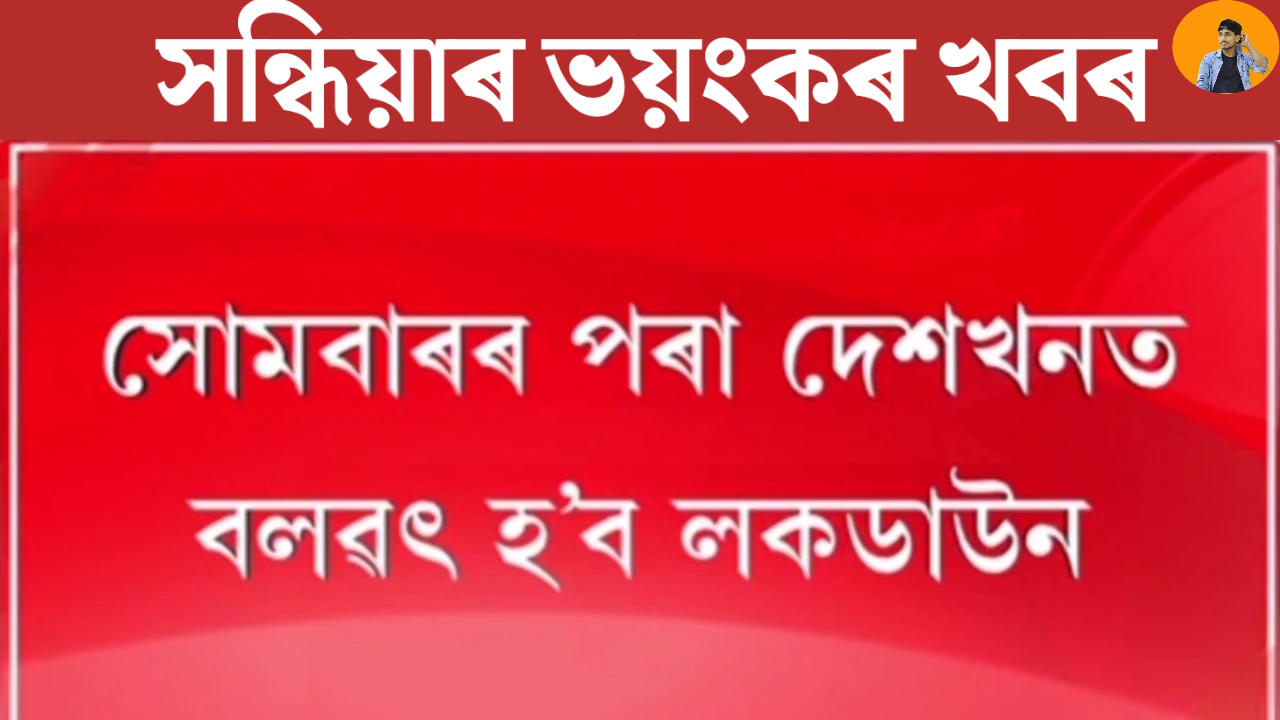 সন্ধিয়াৰ ভয়ংকৰ খবৰ
সোমবাৰৰ পৰা দেশখনত
বলৱৎ হ'ব লকডাউন